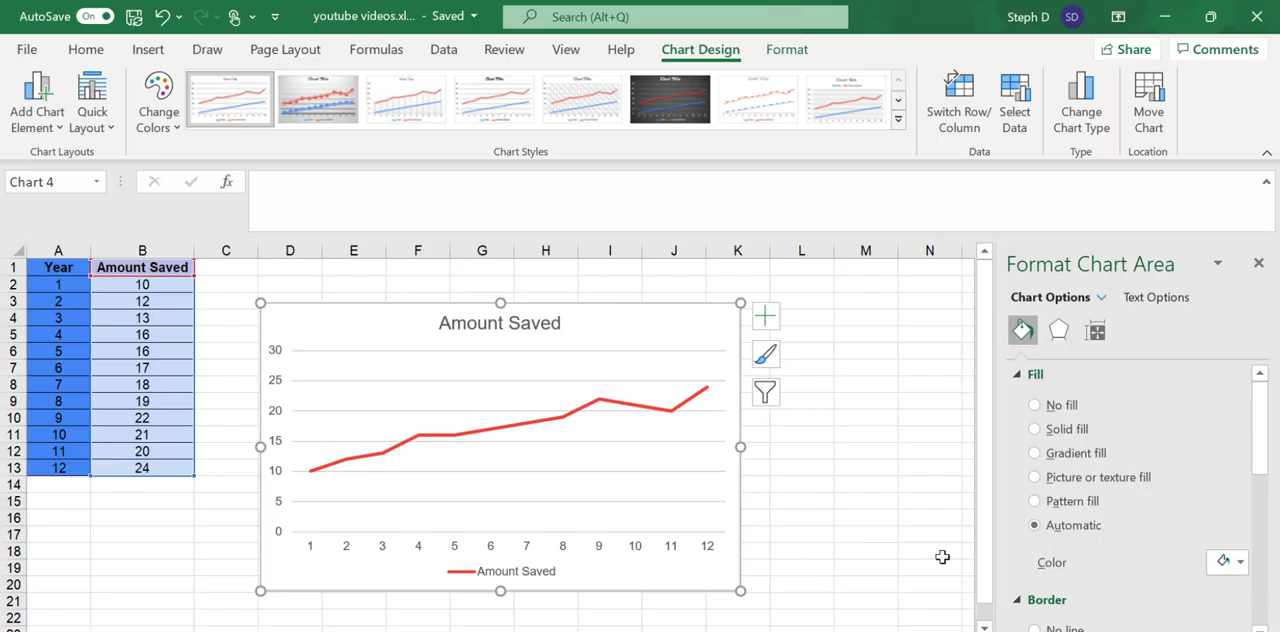 AutoSave On youtube videos.xl... - Saved Search (Alt+Q) Steph D SD
File Home Insert Draw Page Layout Formulas Data Review View Help Chart Design Format Share Comments
Add Chart Element Quick Layout Change Colors Switch Row/ Column Select Data Change Chart Type Move Chart
Chart Layouts Chart Styles Data Type Location
Chart 4 fx
A B C D E F G H I J K L M N
1 Year Amount Saved
2 1 10
3 2 12
4 3 13
5 4 16
6 5 16
7 6 17
8 7 18
9 8 19
10 9 22
11 10 21
12 11 20
13 12 24
14
15
16
17
18
19
20
21
22
Amount Saved
30
25
20
15
10
5
0
1 2 3 4 5 6 7 8 9 10 11 12
Amount Saved
Format Chart Area
Chart Options Text Options
Fill
No fill
Solid fill
Gradient fill
Picture or texture fill
Pattern fill
Automatic
Color
Border
No line